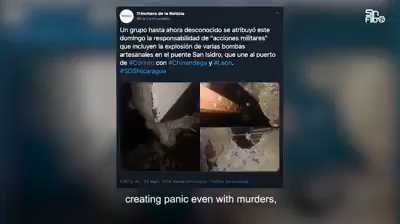 SinFiltro
Trinchera de la Noticia
Un grupo hasta ahora desconocido se atribuyó este
domingo la responsabilidad de "acciones militares"
que incluyen la explosión de varias bombas
artesanales en el puente San Isidro, que une al puerto
de #Corinto con #Chinandega y #León.
#SOSNicaragua
creating panic even with murders,